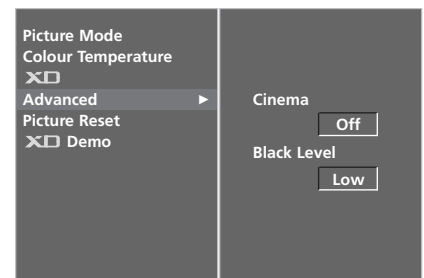 Picture Mode
Colour Temperature
XD
Advanced ►
Picture Reset
XD Demo
Cinema
Off
Black Level
Low